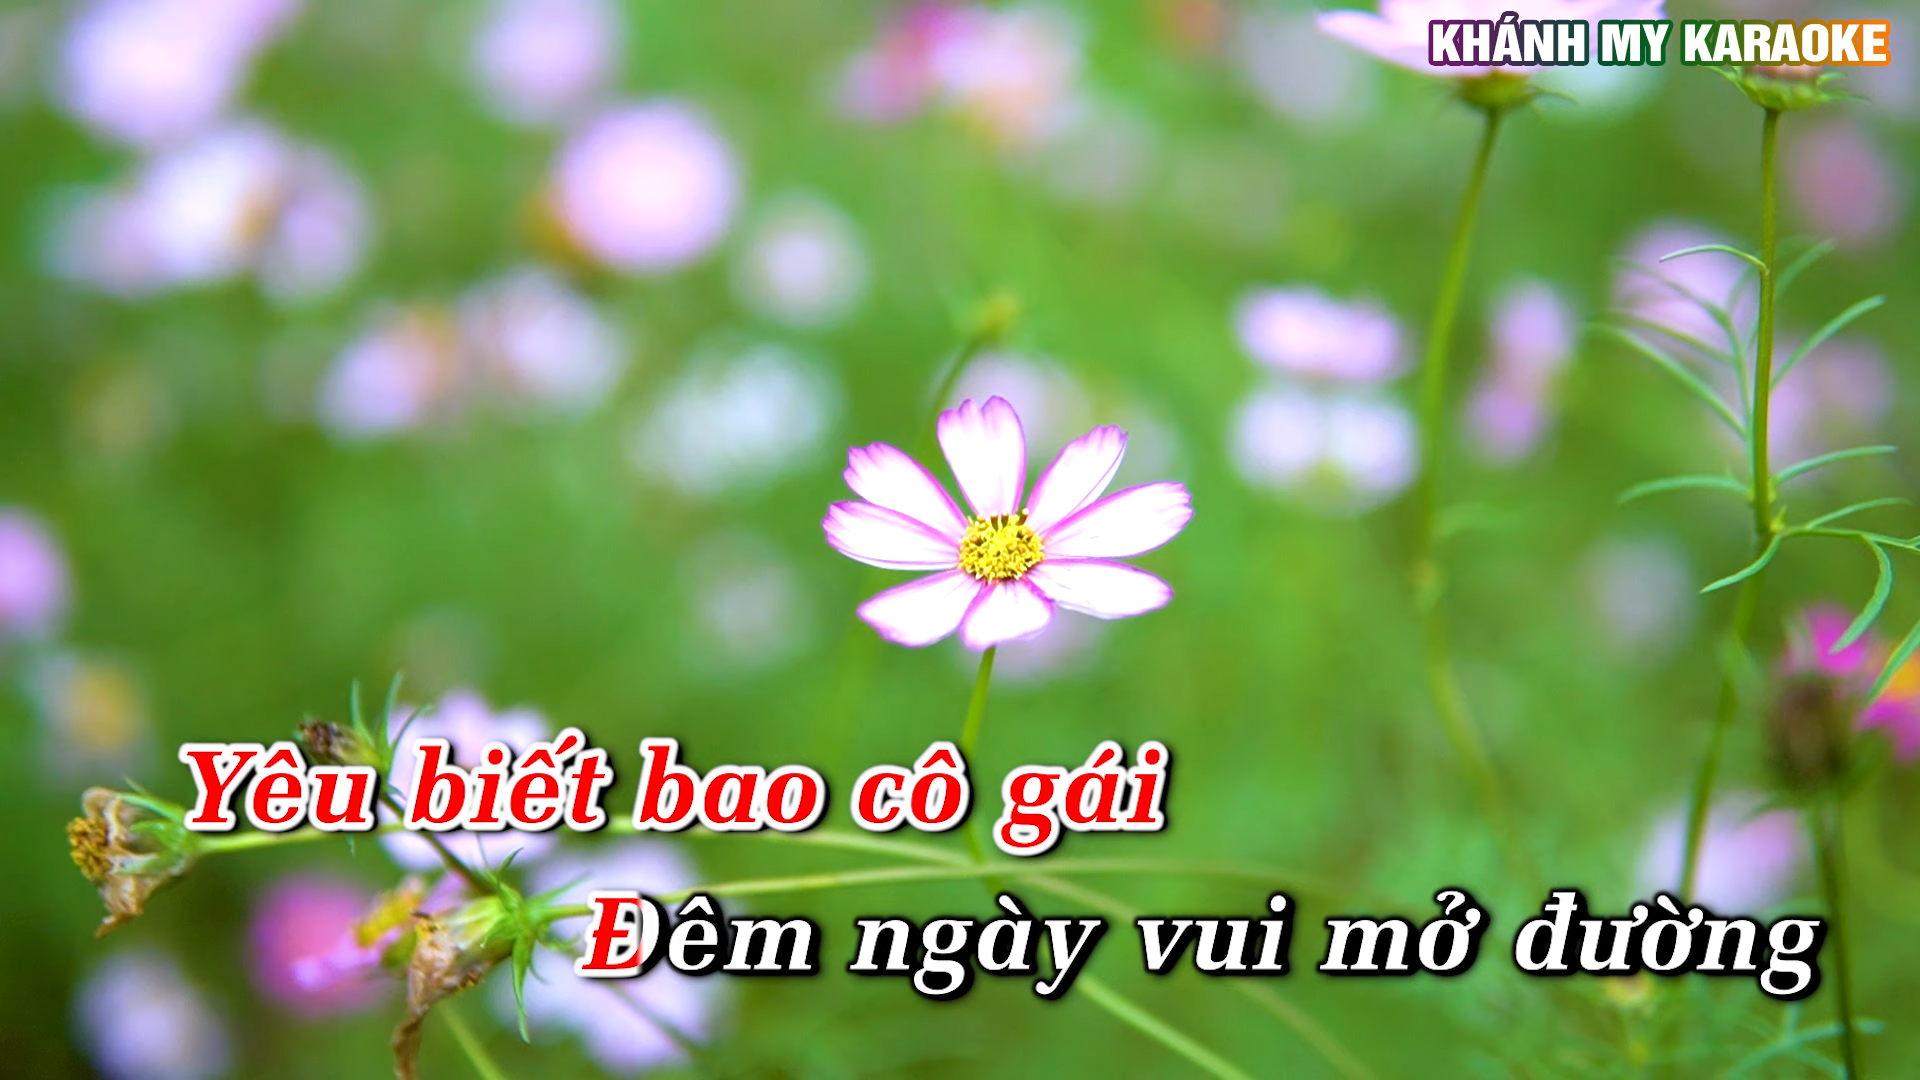 KHÁNH MY KARAOKE
Yêu biết bao cô gái
Đêm ngày vui mở đường